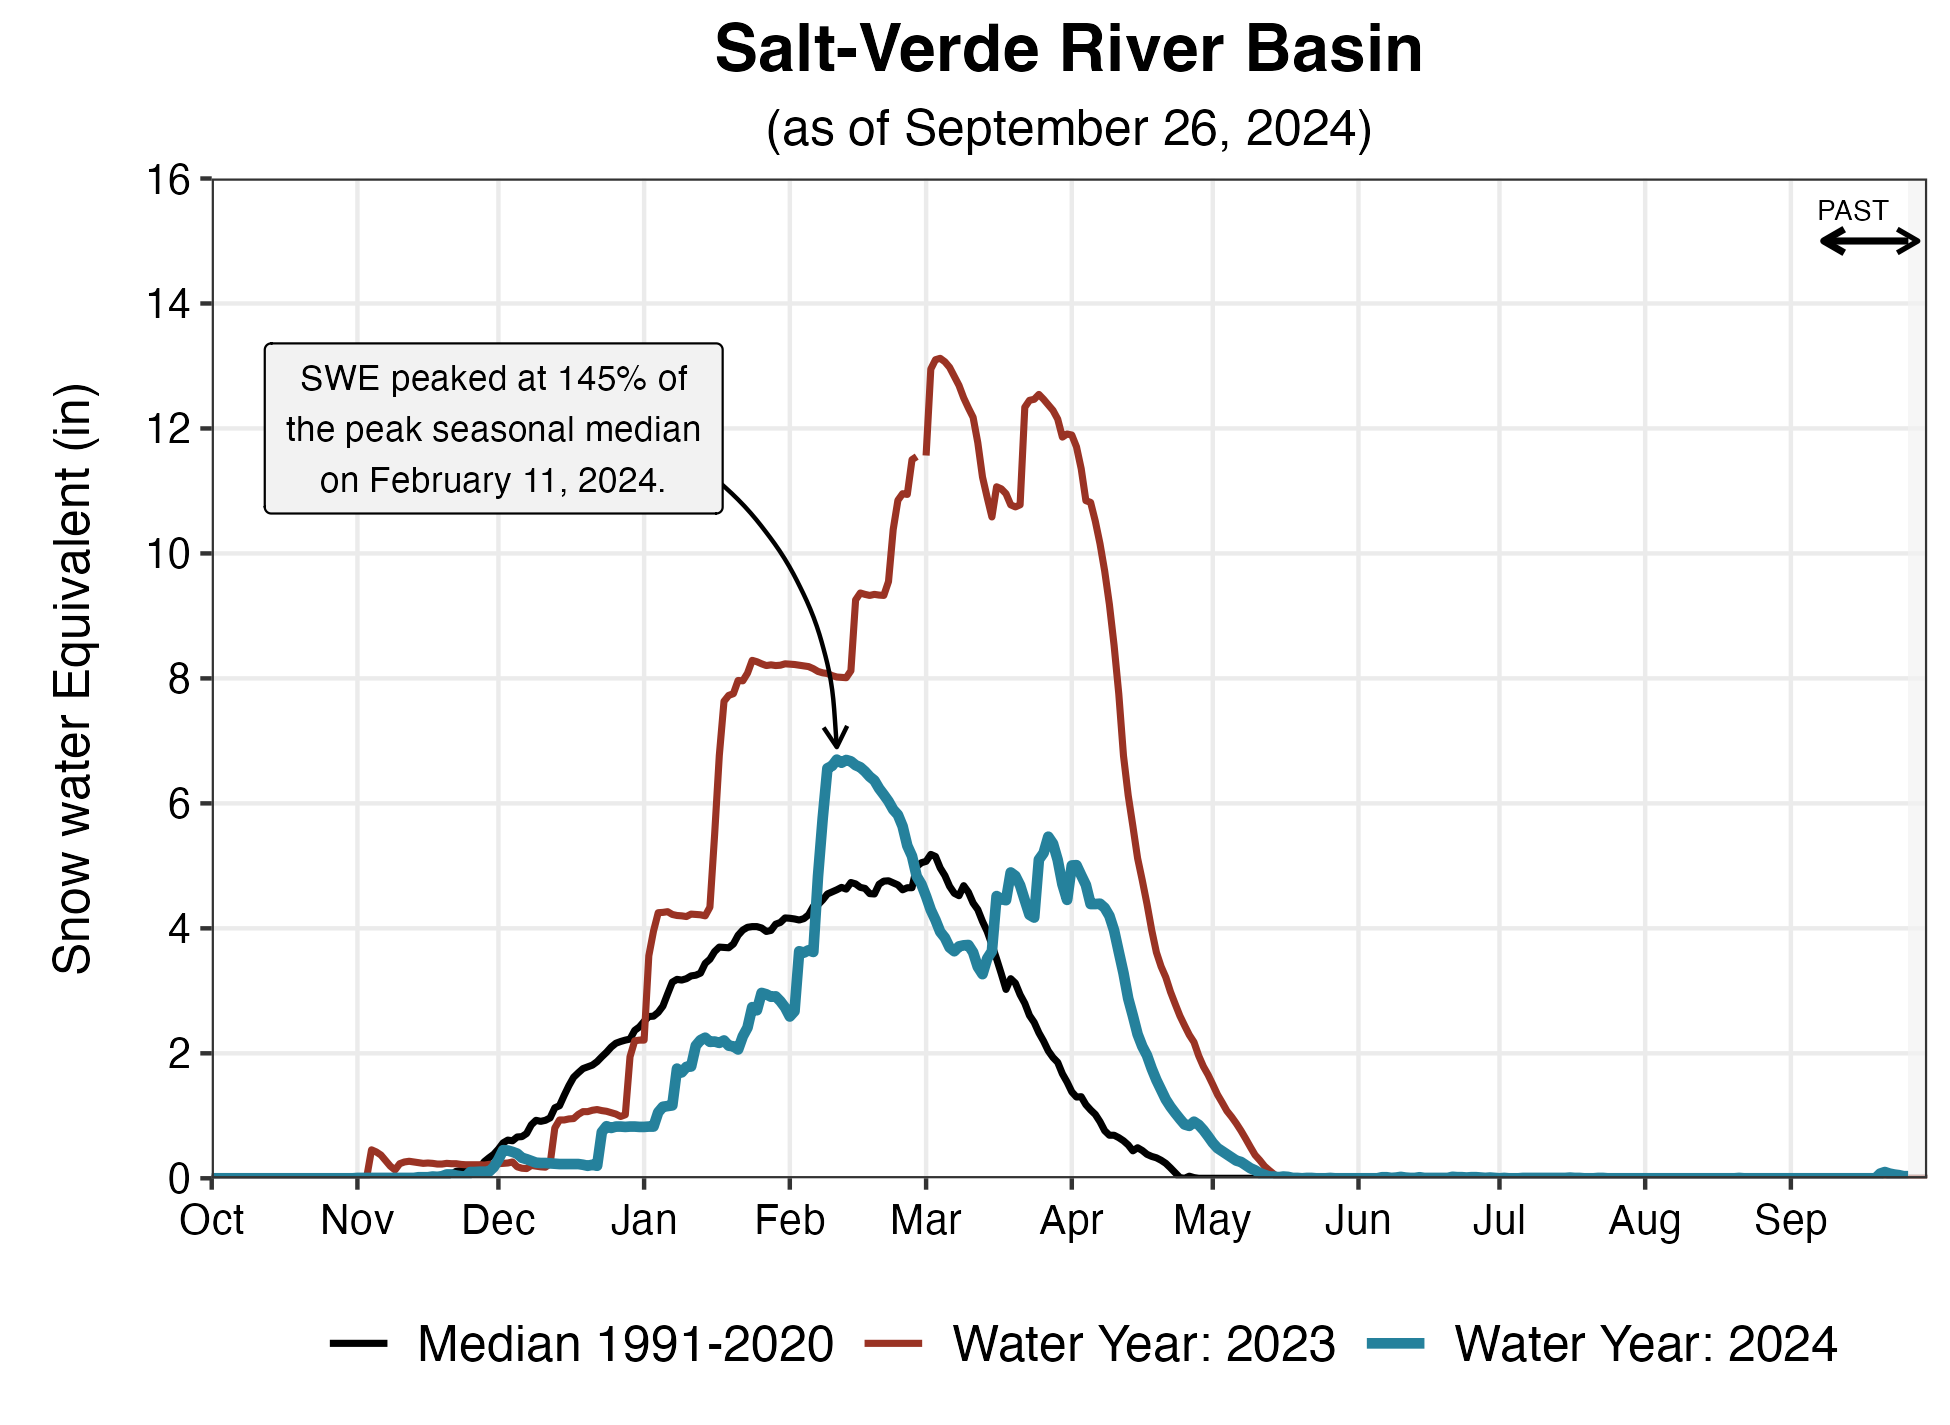 Salt-Verde River Basin
(as of September 26, 2024)
Snow water Equivalent (in)
16
14
12
10
8
6
4
2
0
PAST
SWE peaked at 145% of
the peak seasonal median
on February 11, 2024.
Oct Nov Dec Jan Feb Mar Apr May Jun Jul Aug Sep
Median 1991-2020 Water Year: 2023 Water Year: 2024